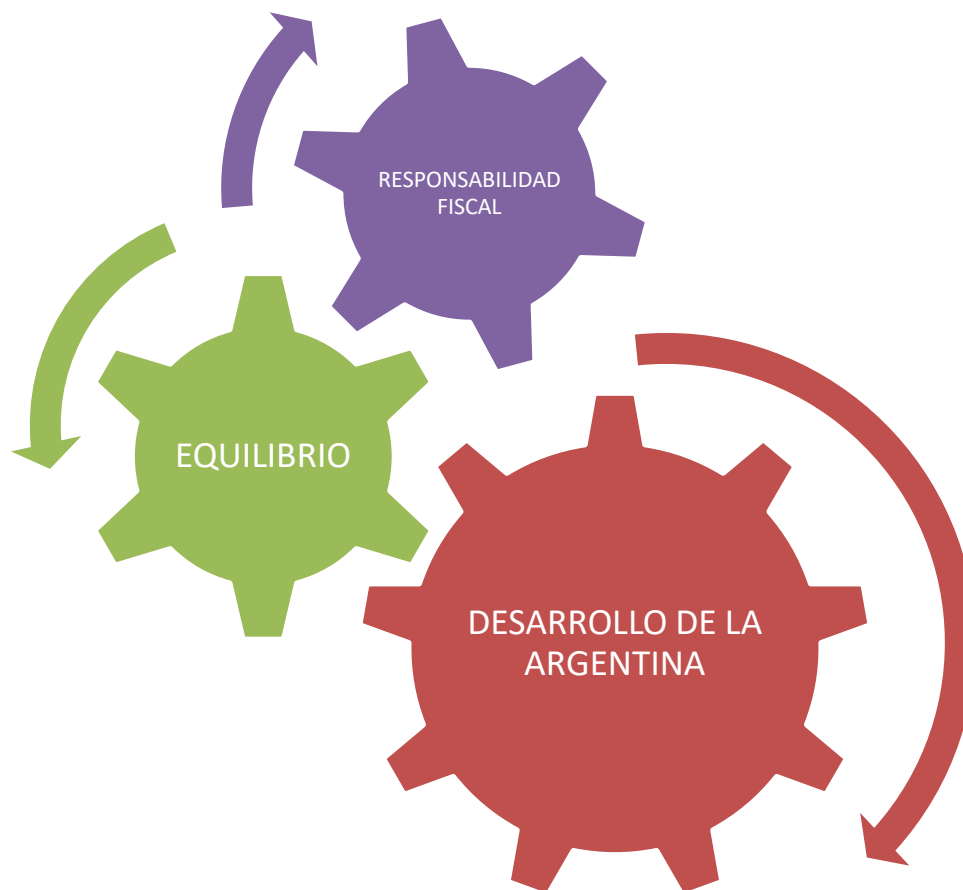 RESPONSABILIDAD
FISCAL
EQUILIBRIO
DESARROLLO DE LA
ARGENTINA